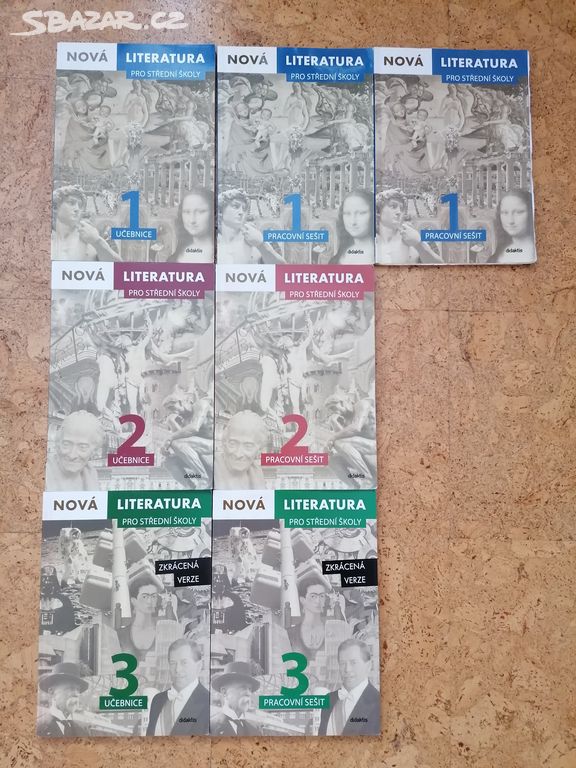 SBAZAR.CZ
NOVÁ LITERATURA
PRO STŘEDNÍ ŠKOLY
1
UČEBNICE
didaktis
NOVÁ LITERATURA
PRO STŘEDNÍ ŠKOLY
1
PRACOVNÍ SEŠIT
didaktis
NOVÁ LITERATURA
PRO STŘEDNÍ ŠKOLY
1
PRACOVNÍ SEŠIT
didaktis
NOVÁ LITERATURA
PRO STŘEDNÍ ŠKOLY
2
UČEBNICE
didaktis
NOVÁ LITERATURA
PRO STŘEDNÍ ŠKOLY
2
PRACOVNÍ SEŠIT
didaktis
NOVÁ LITERATURA
PRO STŘEDNÍ ŠKOLY
ZKRÁCENÁ
VERZE
3
UČEBNICE
didaktis
NOVÁ LITERATURA
PRO STŘEDNÍ ŠKOLY
ZKRÁCENÁ
VERZE
3
PRACOVNÍ SEŠIT
didaktis